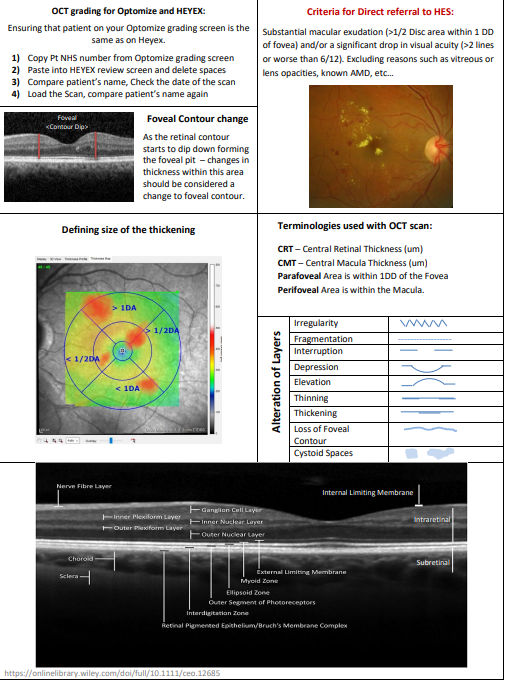 OCT grading for Optomize and HEYEX:
Ensuring that patient on your Optomize grading screen is the
same as on Heyex.
1) Copy Pt NHS number from Optomize grading screen
2) Paste into HEYEX review screen and delete spaces
3) Compare patient's name, Check the date of the scan
4) Load the Scan, compare patient's name again
Criteria for Direct referral to HES:
Substantial macular exudation (>1/2 Disc area within 1 DD
of fovea) and/or a significant drop in visual acuity (>2 lines
or worse than 6/12). Excluding reasons such as vitreous or
lens opacities, known AMD, etc...
Foveal
<Contour Dip>
Foveal Contour change
As the retinal contour
starts to dip down forming
the foveal pit – changes in
thickness within this area
should be considered a
change to foveal contour.
Defining size of the thickening
> 1DA
> 1/2DA
< 1/2DA
< 1DA
Terminologies used with OCT scan:
CRT – Central Retinal Thickness (um)
CMT – Central Macula Thickness (um)
Parafoveal Area is within 1DD of the Fovea
Perifoveal Area is within the Macula.
Alteration of Layers
Irregularity
Fragmentation
Interruption
Depression
Elevation
Thinning
Thickening
Loss of Foveal
Contour
Cystoid Spaces
Nerve Fibre Layer
Internal Limiting Membrane
Ganglion Cell Layer
Inner Plexiform Layer
Inner Nuclear Layer
Outer Plexiform Layer
Outer Nuclear Layer
Intraretinal
Subretinal
Choroid
Sclera
External Limiting Membrane
Myoid Zone
Ellipsoid Zone
Outer Segment of Photoreceptors
Interdigitation Zone
Retinal Pigmented Epithelium/Bruch's Membrane Complex
https://onlinelibrary.wiley.com/doi/full/10.1111/ceo.12685